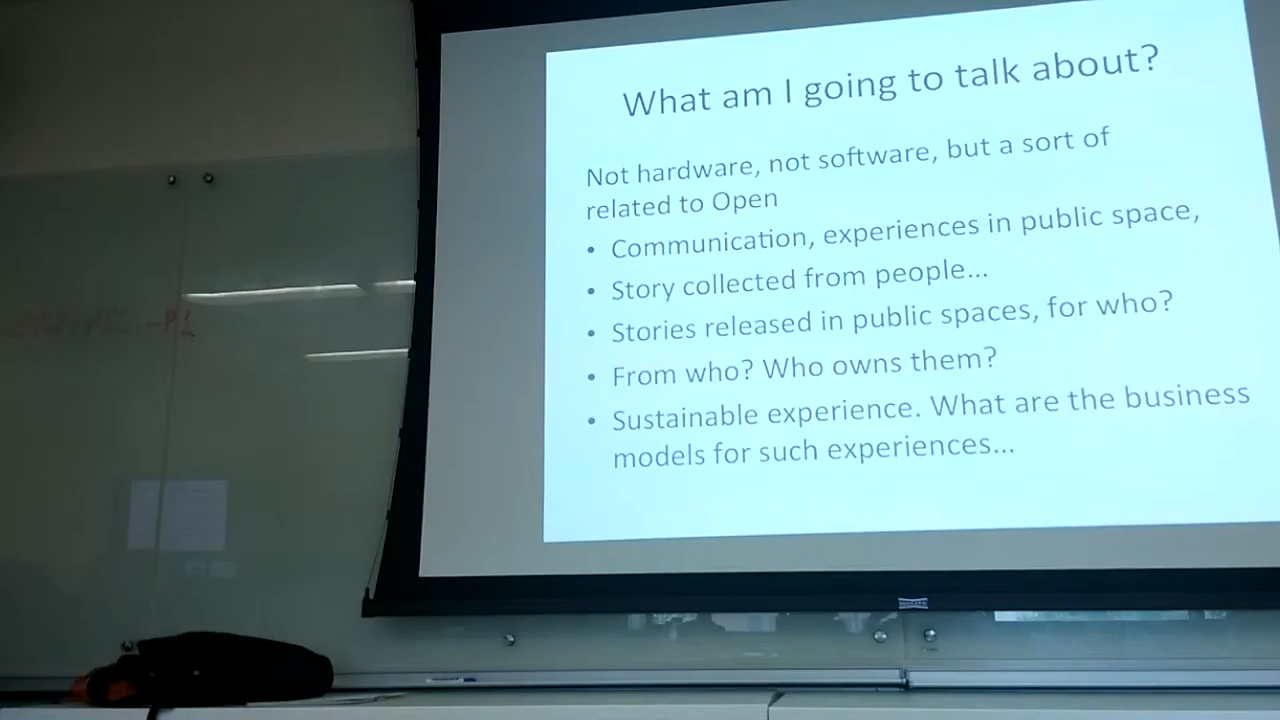 What am I going to talk about?
Not hardware, not software, but a sort of
related to Open
• Communication, experiences in public space,
• Story collected from people...
• Stories released in public spaces, for who?
• From who? Who owns them?
• Sustainable experience. What are the business
models for such experiences...